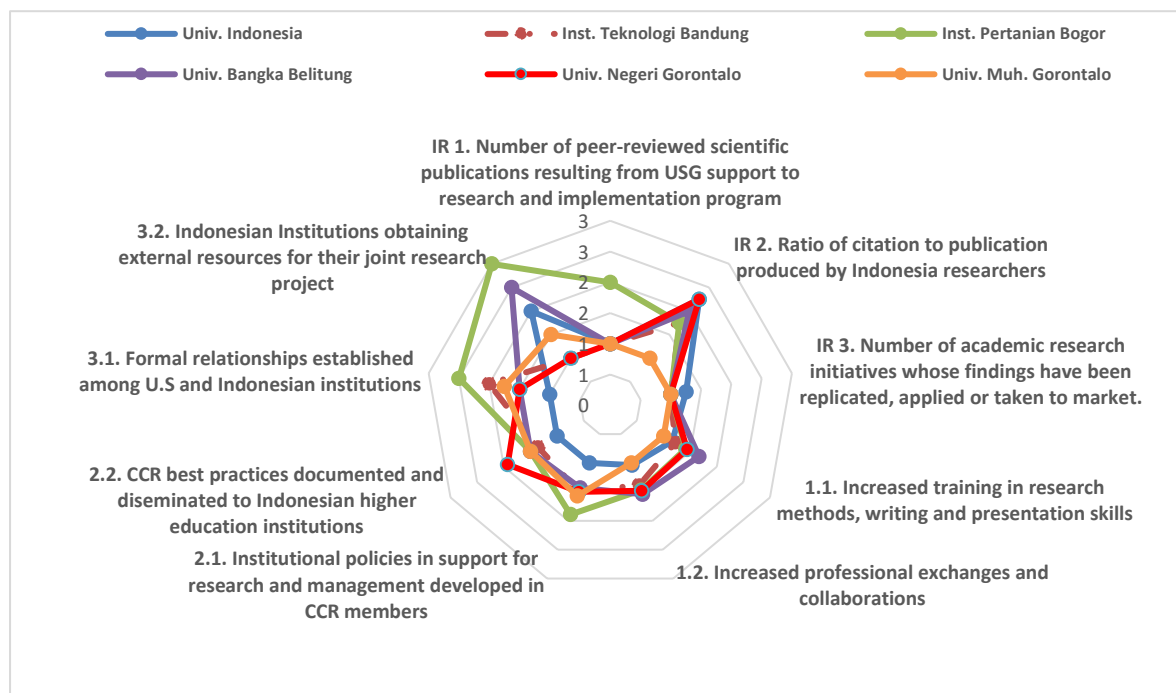 Univ. Indonesia
Inst. Teknologi Bandung
Inst. Pertanian Bogor
Univ. Bangka Belitung
Univ. Negeri Gorontalo
Univ. Muh. Gorontalo
IR 1. Number of peer-reviewed scientific
publications resulting from USG support to
research and implementation program
IR 2. Ratio of citation to publication
produced by Indonesia researchers
IR 3. Number of academic research
initiatives whose findings have been
replicated, applied or taken to market.
1.1. Increased training in research
methods, writing and presentation skills
1.2. Increased professional exchanges and
collaborations
2.1. Institutional policies in support for
research and management developed in
CCR members
2.2. CCR best practices documented and
diseminated to Indonesian higher
education institutions
3.1. Formal relationships established
among U.S and Indonesian institutions
3.2. Indonesian Institutions obtaining
external resources for their joint research
project
3
3
2
2
1
1
0